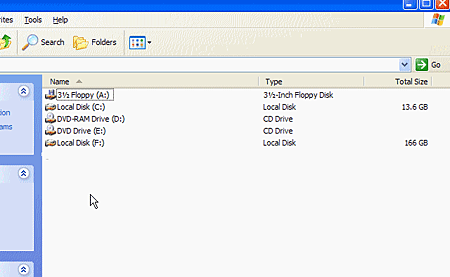 rites Tools Help
Search Folders
Go
Name Type Total Size
3½ Floppy (A:) 3½-Inch Floppy Disk
Local Disk (C:) Local Disk 13.6 GB
DVD-RAM Drive (D:) CD Drive
DVD Drive (E:) CD Drive
Local Disk (F:) Local Disk 166 GB
tion
rams